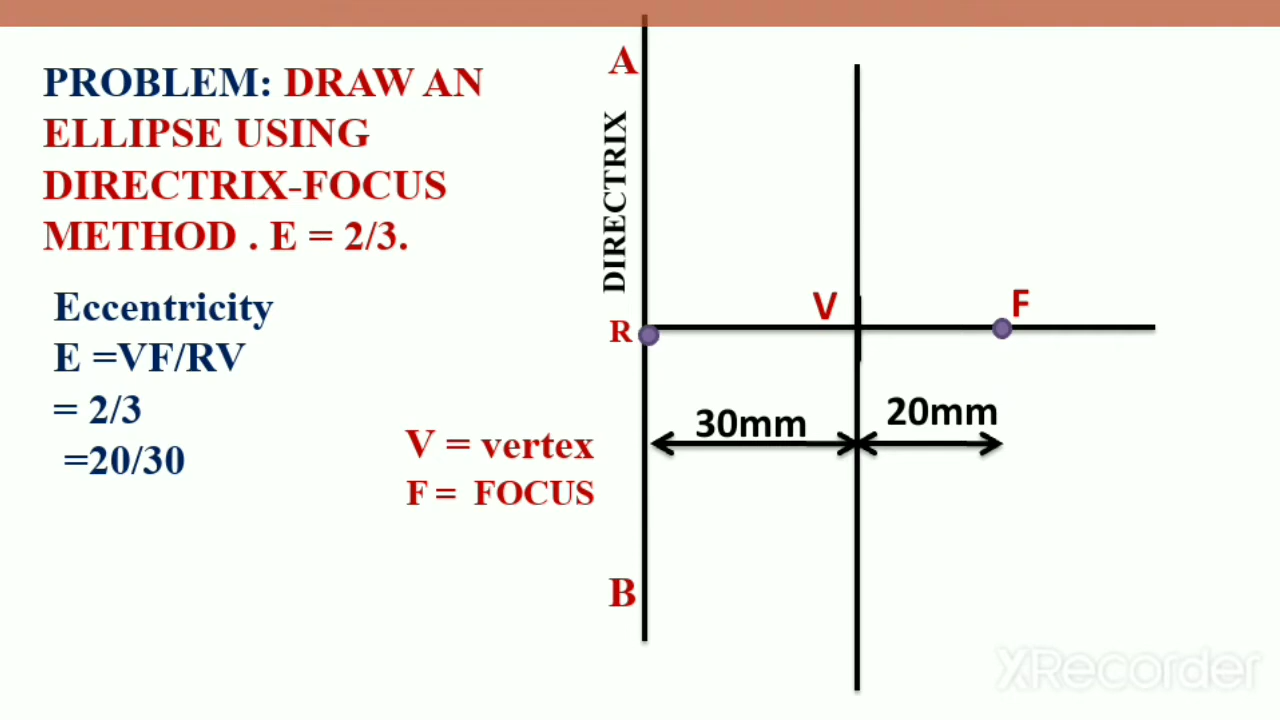 PROBLEM: DRAW AN
ELLIPSE USING
DIRECTRIX-FOCUS
METHOD . E = 2/3.
Eccentricity
E =VF/RV
= 2/3
=20/30
V = vertex
F = FOCUS
A
DIRECTRIX
R
B
V
F
30mm
20mm
XRecorder